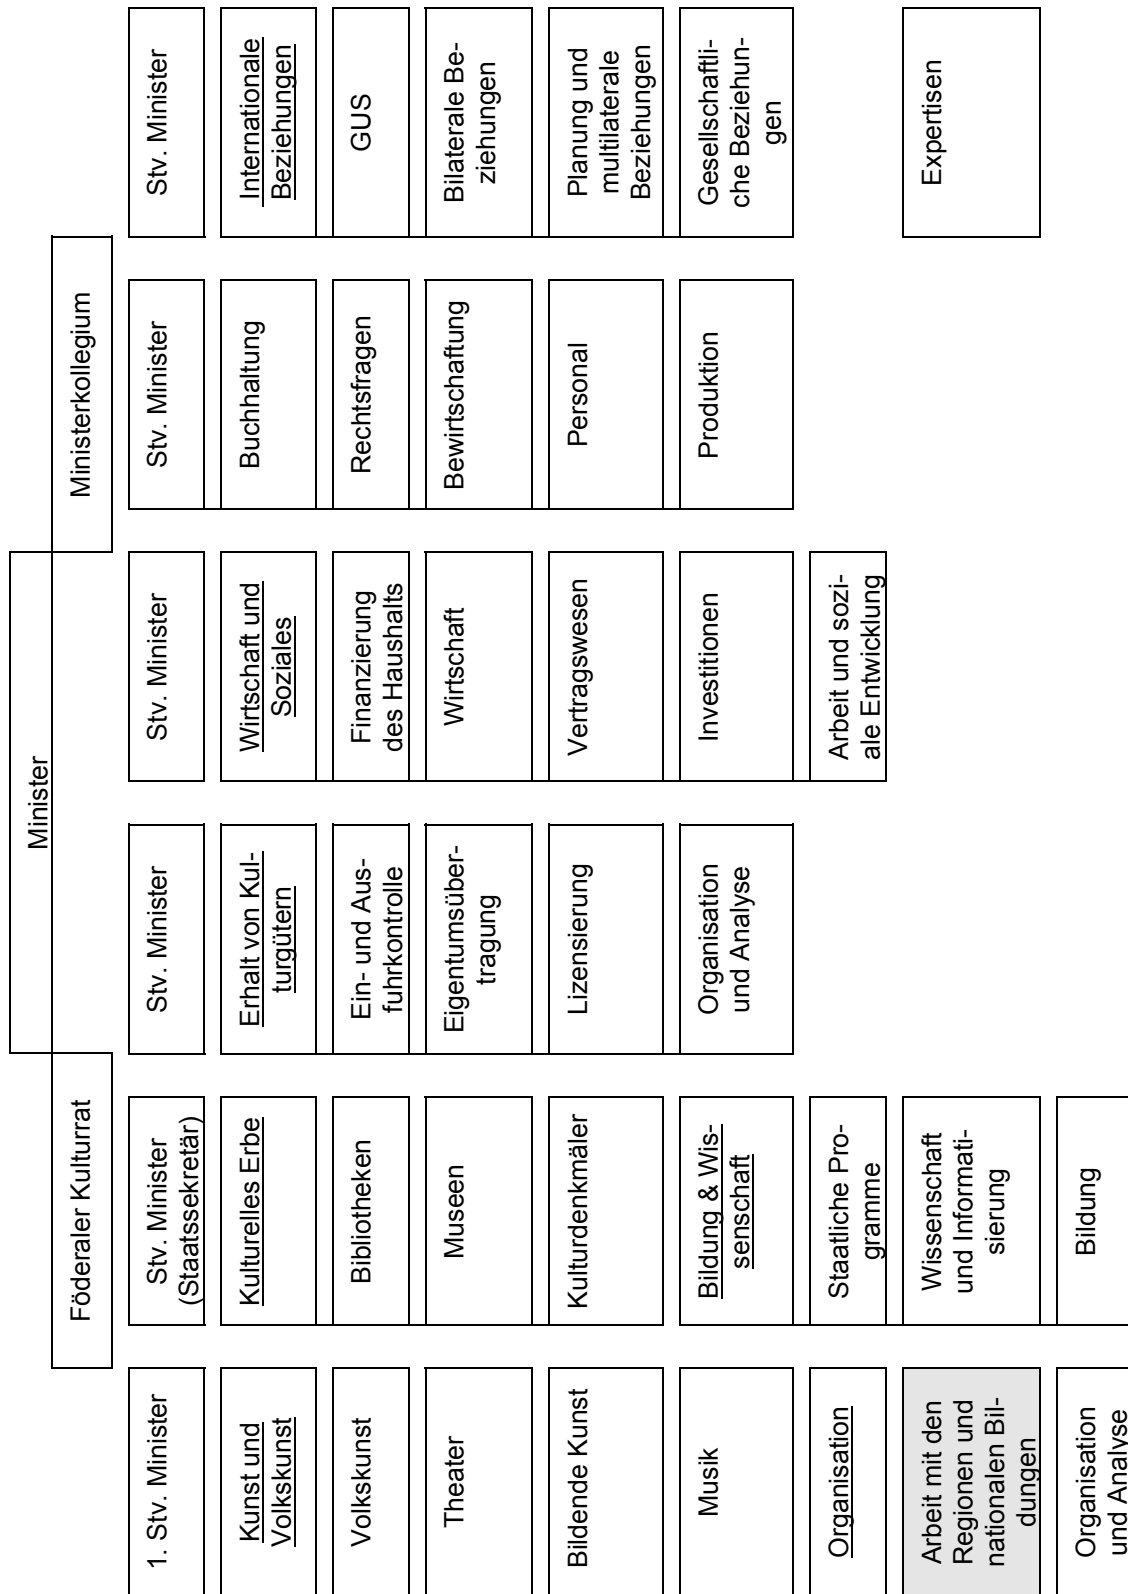 Minister
Föderaler Kulturrat
Ministerkollegium
1. Stv. Minister
Kunst und
Volkskunst
Volkskunst
Theater
Bildende Kunst
Musik
Organisation
Arbeit mit den
Regionen und
nationalen Bil-
dungen
Organisation
und Analyse
Stv. Minister
(Staatssekretär)
Kulturelles Erbe
Bibliotheken
Museen
Kulturdenkmäler
Bildung & Wis-
senschaft
Staatliche Pro-
gramme
Wissenschaft
und Informati-
sierung
Bildung
Stv. Minister
Erhalt von Kul-
turgütern
Ein- und Aus-
fuhrkontrolle
Eigentumsüber-
tragung
Lizensierung
Organisation
und Analyse
Stv. Minister
Wirtschaft und
Soziales
Finanzierung
des Haushalts
Wirtschaft
Vertragswesen
Investitionen
Arbeit und sozi-
ale Entwicklung
Stv. Minister
Buchhaltung
Rechtsfragen
Bewirtschaftung
Personal
Produktion
Stv. Minister
Internationale
Beziehungen
GUS
Bilaterale Be-
ziehungen
Planung und
multilaterale
Beziehungen
Gesellschaftli-
che Beziehun-
gen
Expertisen